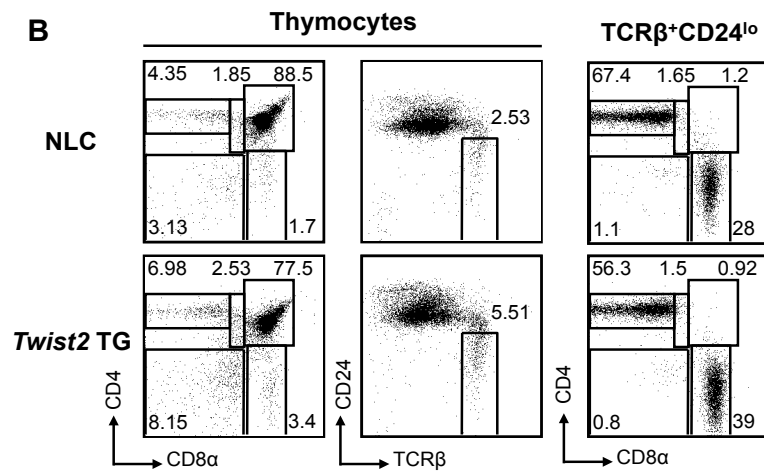 B
Thymocytes
TCRβ⁺CD24ˡᵒ
NLC
4.35 1.85 88.5
3.13 1.7
2.53
67.4 1.65 1.2
1.1 28
Twist2 TG
6.98 2.53 77.5
8.15 3.4
5.51
56.3 1.5 0.92
0.8 39
CD4
CD8α
CD24
TCRβ
CD4
CD8α